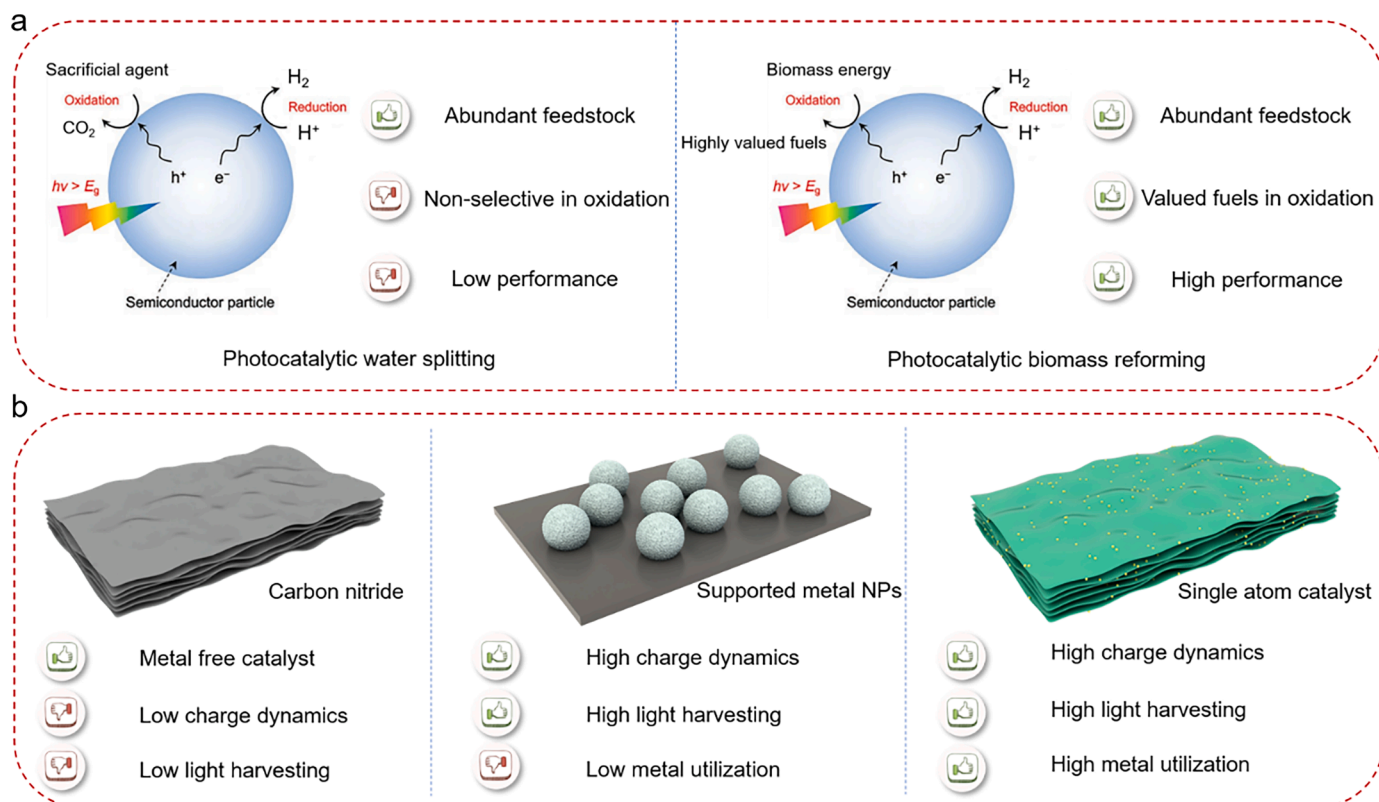 a
Sacrificial agent
Oxidation
CO2
H2
Reduction
H+
h+
e−
hν > Eg
Semiconductor particle
Abundant feedstock
Non-selective in oxidation
Low performance
Photocatalytic water splitting
Biomass energy
Oxidation
Highly valued fuels
H2
Reduction
H+
h+
e−
hν > Eg
Semiconductor particle
Abundant feedstock
Valued fuels in oxidation
High performance
Photocatalytic biomass reforming
b
Carbon nitride
Metal free catalyst
Low charge dynamics
Low light harvesting
Supported metal NPs
High charge dynamics
High light harvesting
Low metal utilization
Single atom catalyst
High charge dynamics
High light harvesting
High metal utilization